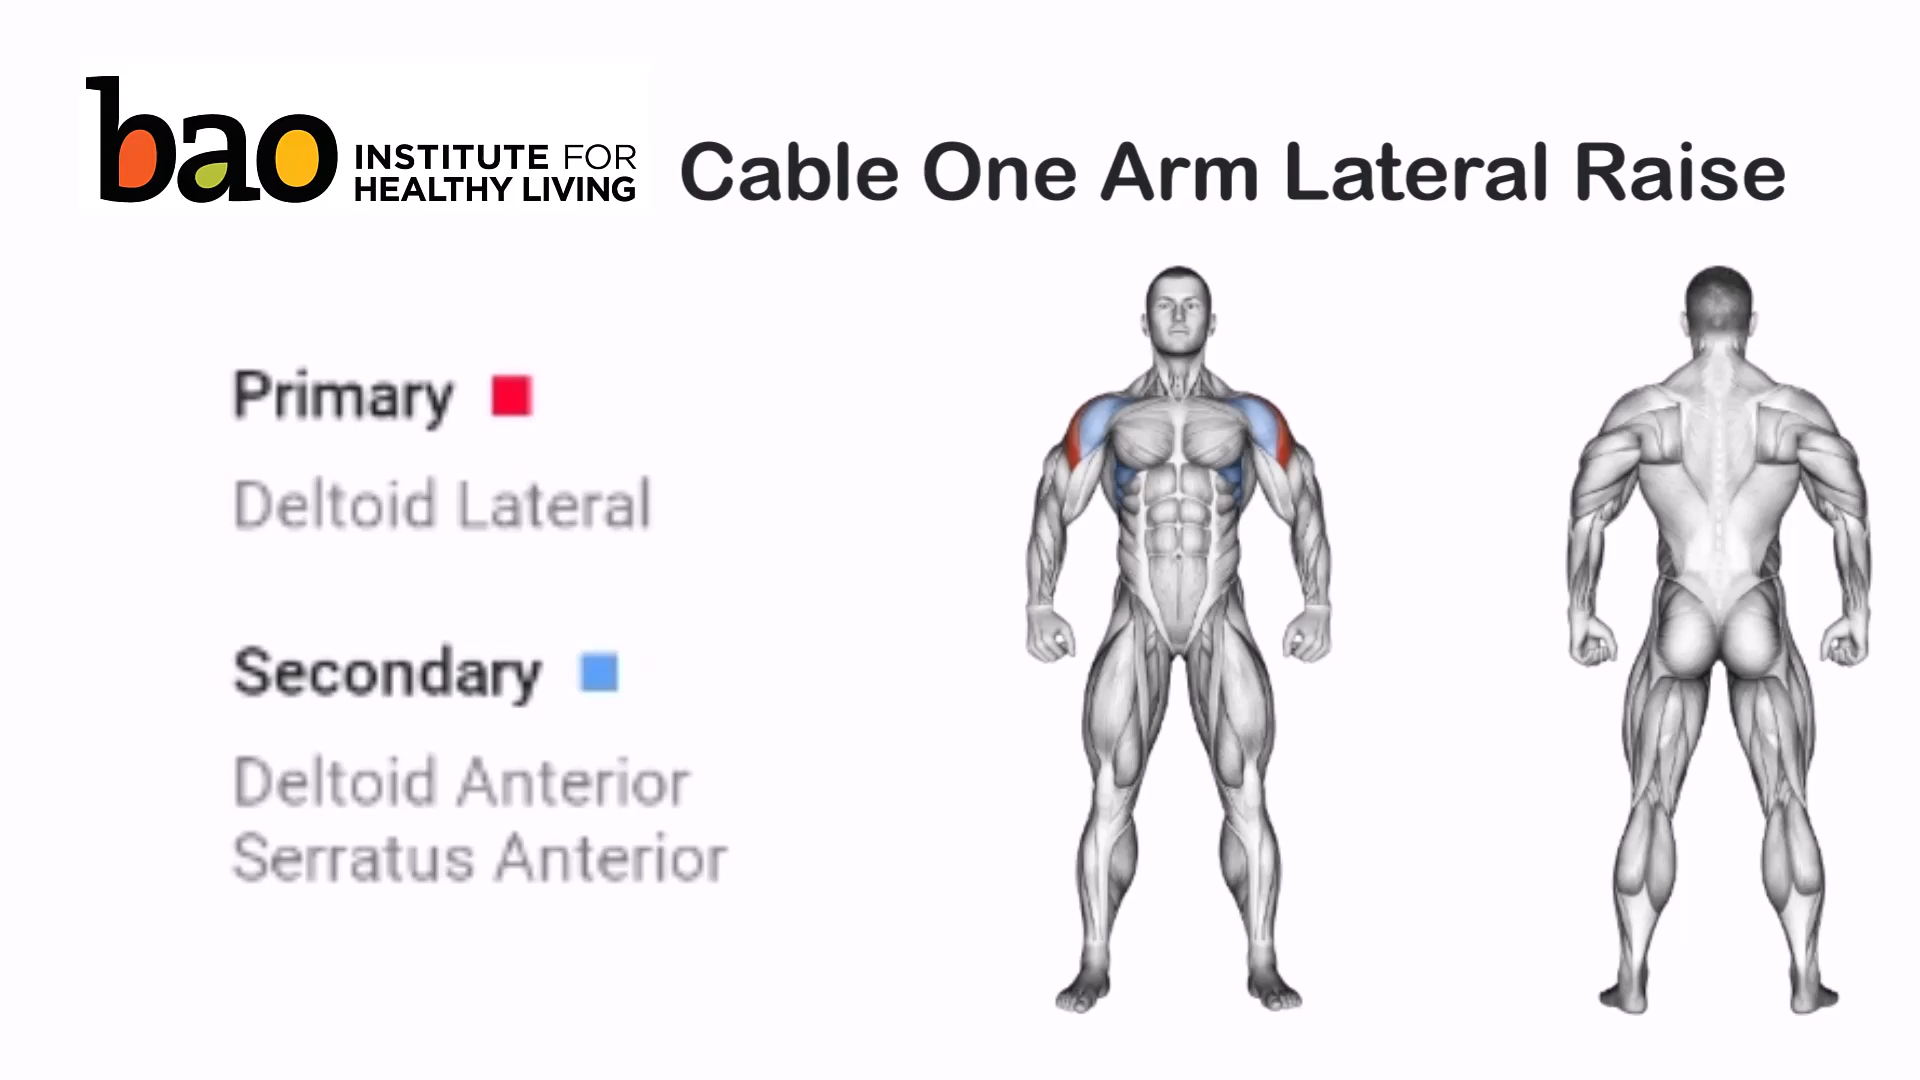 bao INSTITUTE FOR
HEALTHY LIVING
Cable One Arm Lateral Raise
Primary
Deltoid Lateral
Secondary
Deltoid Anterior
Serratus Anterior